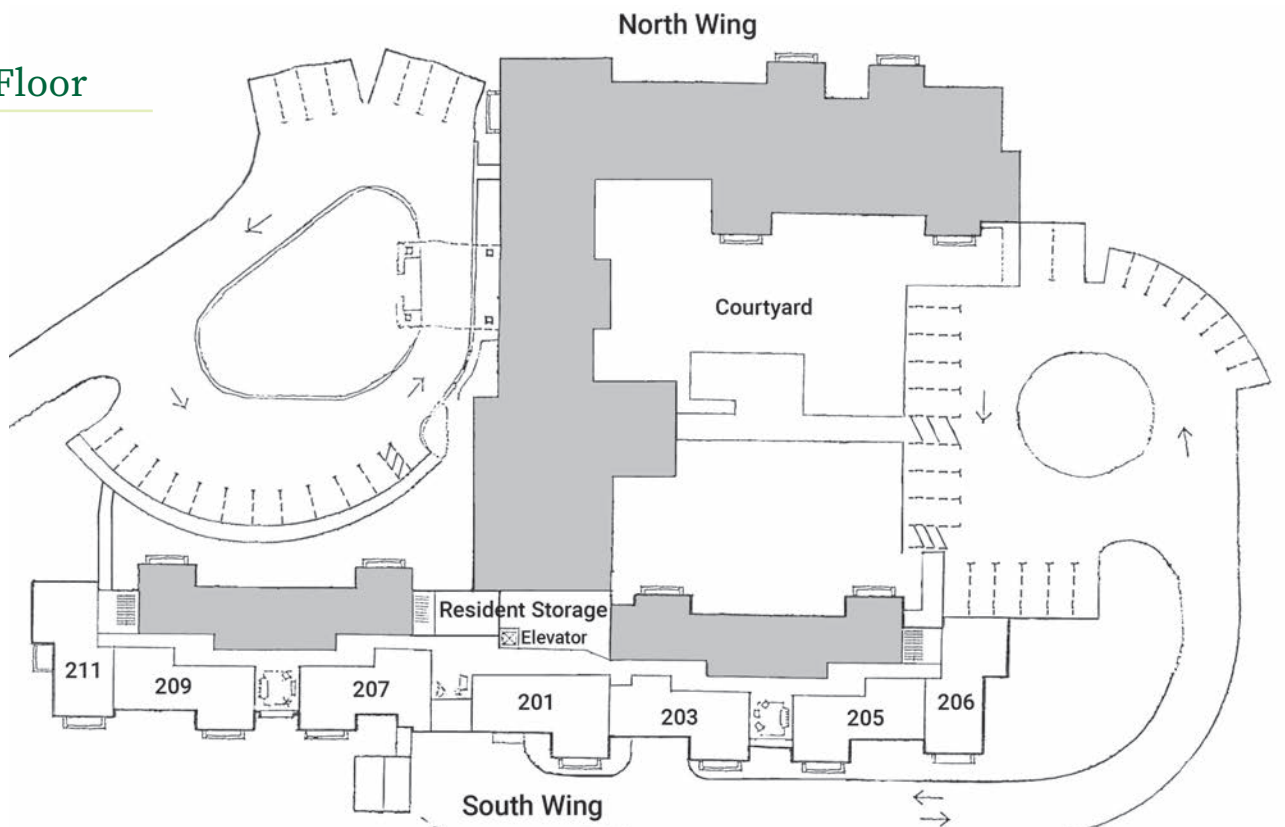 North Wing
Floor
Courtyard
Resident Storage
Elevator
211
209
207
201
203
205
206
South Wing